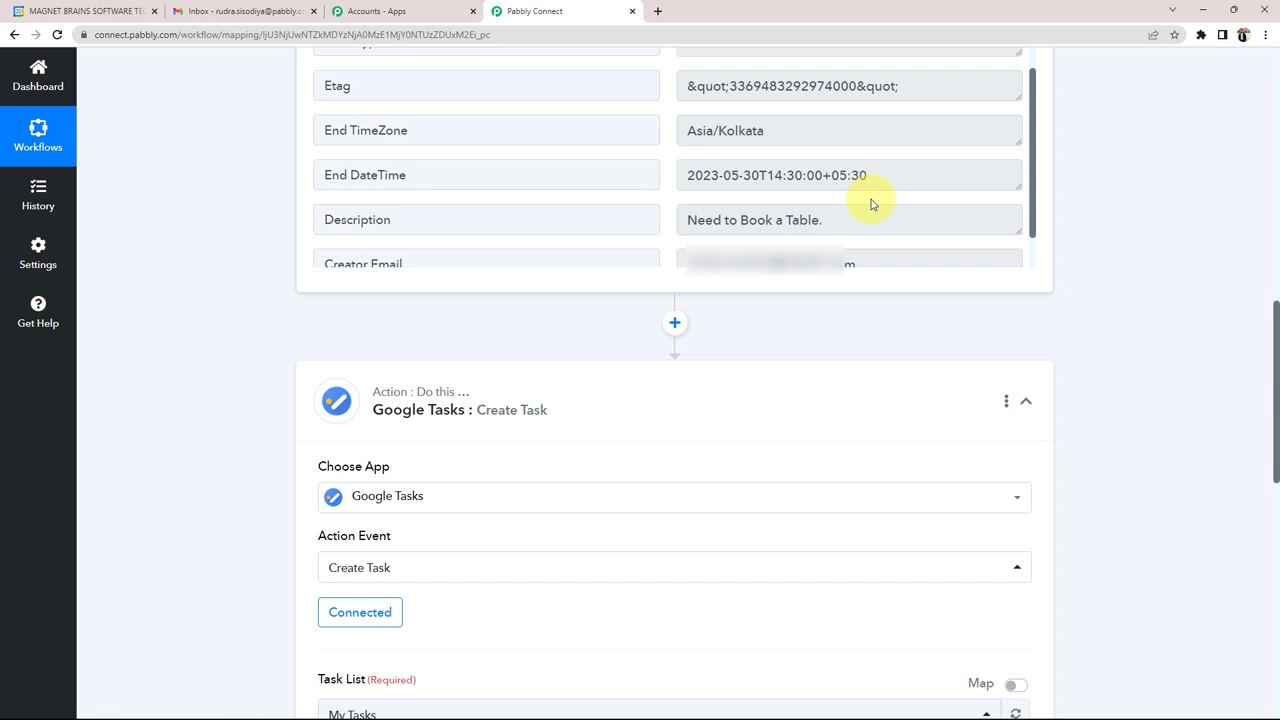 MAGNET BRAINS SOFTWARE TEC
Inbox - rudra.sisodiya@pabbly.c
Accounts - Apps
Pabbly Connect
connect.pabbly.com/workflow/mapping/IjU3NjUwNTZkMDYzNjA0MzE1MjY0NTUzZDUxM2Ei_pc
Dashboard
Workflows
History
Settings
Get Help
Etag
&quot;3369483292974000&quot;
End TimeZone
Asia/Kolkata
End DateTime
2023-05-30T14:30:00+05:30
Description
Need to Book a Table.
Creator Email
m
Action : Do this ...
Google Tasks : Create Task
Choose App
Google Tasks
Action Event
Create Task
Connected
Task List (Required)
Map
My Tasks